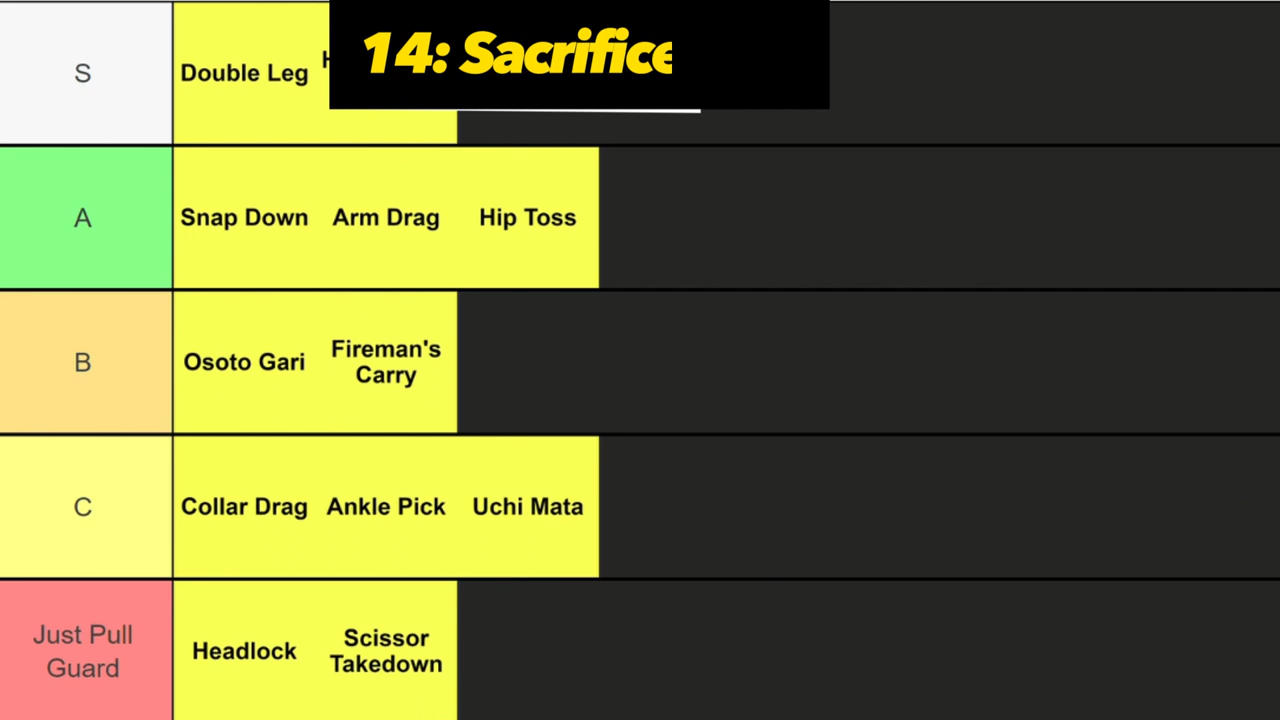 14: Sacrifice
S
Double Leg
A
Snap Down
Arm Drag
Hip Toss
B
Osoto Gari
Fireman's
Carry
C
Collar Drag
Ankle Pick
Uchi Mata
Just Pull
Guard
Headlock
Scissor
Takedown